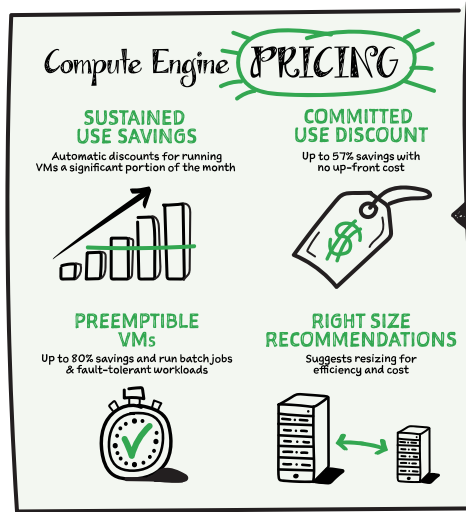 Compute Engine PRICING
SUSTAINED
USE SAVINGS
Automatic discounts for running
VMs a significant portion of the month
COMMITTED
USE DISCOUNT
Up to 57% savings with
no up-front cost
$
PREEMPTIBLE
VMs
Up to 80% savings and run batch jobs
& fault-tolerant workloads
RIGHT SIZE
RECOMMENDATIONS
Suggests resizing for
efficiency and cost